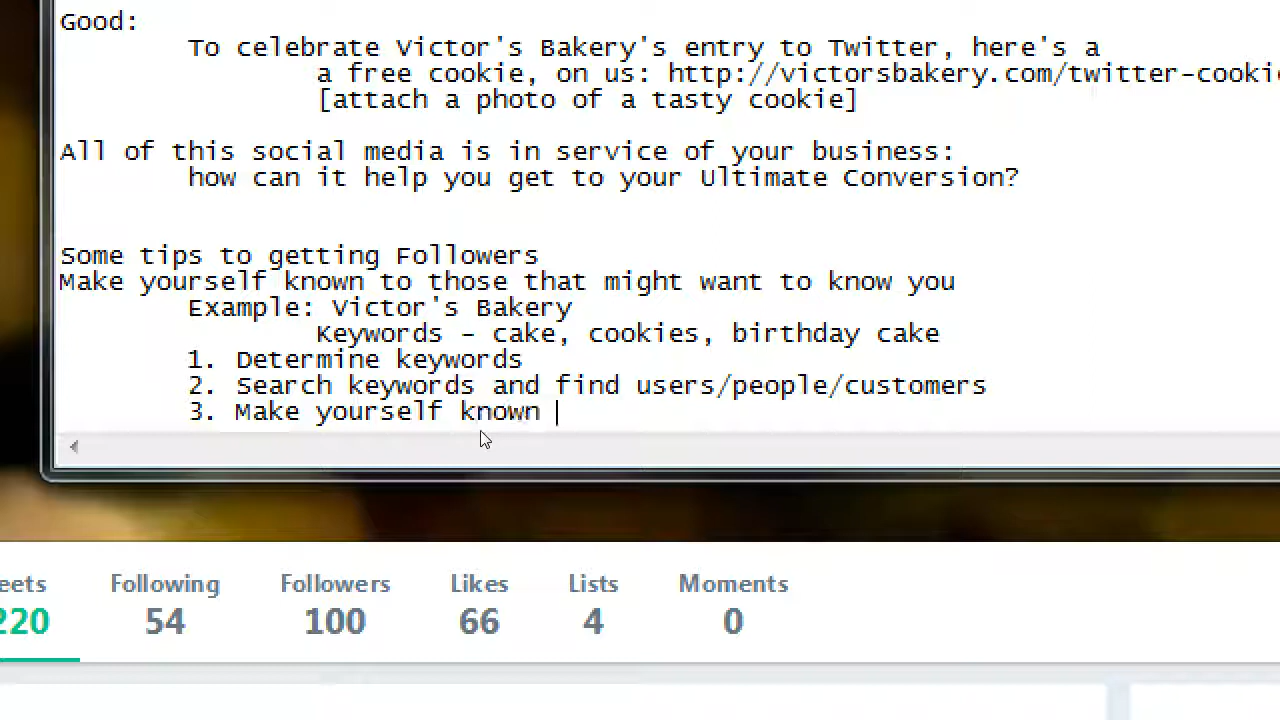 Good:
To celebrate Victor's Bakery's entry to Twitter, here's a
a free cookie, on us: http://victorsbakery.com/twitter-cooki
[attach a photo of a tasty cookie]
All of this social media is in service of your business:
how can it help you get to your Ultimate Conversion?
Some tips to getting Followers
Make yourself known to those that might want to know you
Example: Victor's Bakery
Keywords - cake, cookies, birthday cake
1. Determine keywords
2. Search keywords and find users/people/customers
3. Make yourself known
eets Following Followers Likes Lists Moments
220 54 100 66 4 0